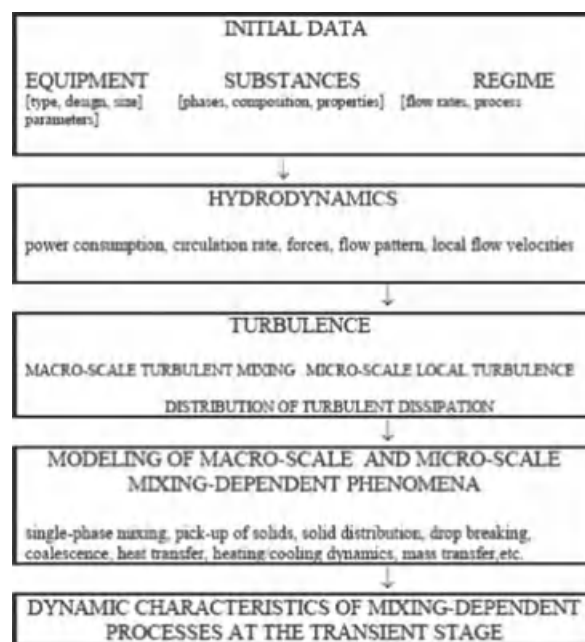 INITIAL DATA
EQUIPMENT SUBSTANCES REGIME
[type, design, size] [phases, composition, properties] [flow rates, process
parameters]
HYDRODYNAMICS
power consumption, circulation rate, forces, flow pattern, local flow velocities
TURBULENCE
MACRO-SCALE TURBULENT MIXING . MICRO-SCALE LOCAL TURBULENCE
DISTRIBUTION OF TURBULENT DISSIPATION
MODELING OF MACRO-SCALE AND MICRO-SCALE
MIXING-DEPENDENT PHENOMENA
single-phase mixing, pick-up of solids, solid distribution, drop breaking,
coalescence, heat transfer, heating/cooling dynamics, mass transfer,etc.
DYNAMIC CHARACTERISTICS OF MIXING-DEPENDENT
PROCESSES AT THE TRANSIENT STAGE